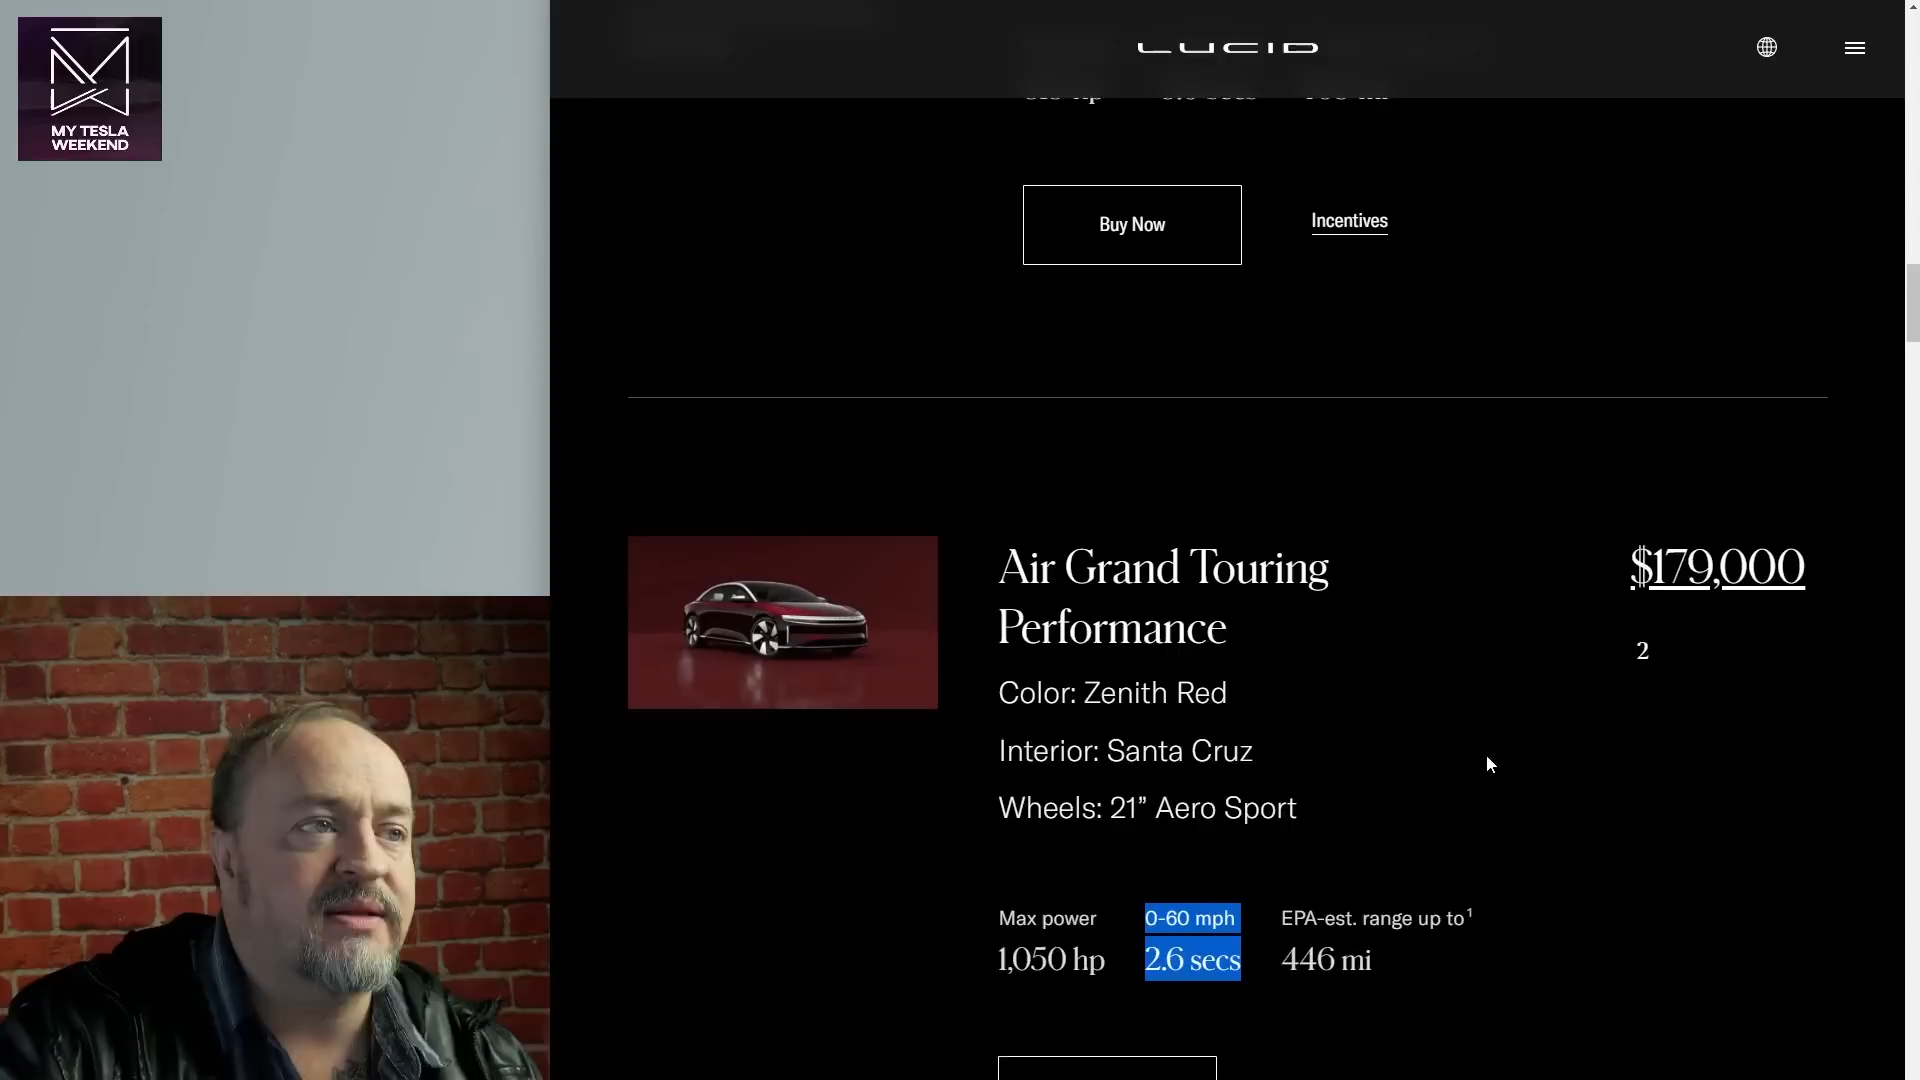 MY TESLA
WEEKEND
LUCID
Buy Now
Incentives
Air Grand Touring
Performance
$179,000
2
Color: Zenith Red
Interior: Santa Cruz
Wheels: 21” Aero Sport
Max power
0-60 mph
EPA-est. range up to¹
1,050 hp
2.6 secs
446 mi